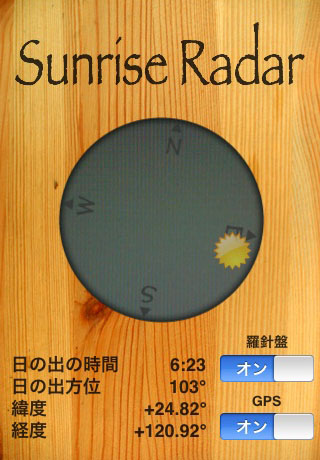 Sunrise Radar
N
W
E
S
羅針盤
日の出の時間 6:23 オン
日の出方位 103°
GPS
緯度 +24.82° オン
経度 +120.92°